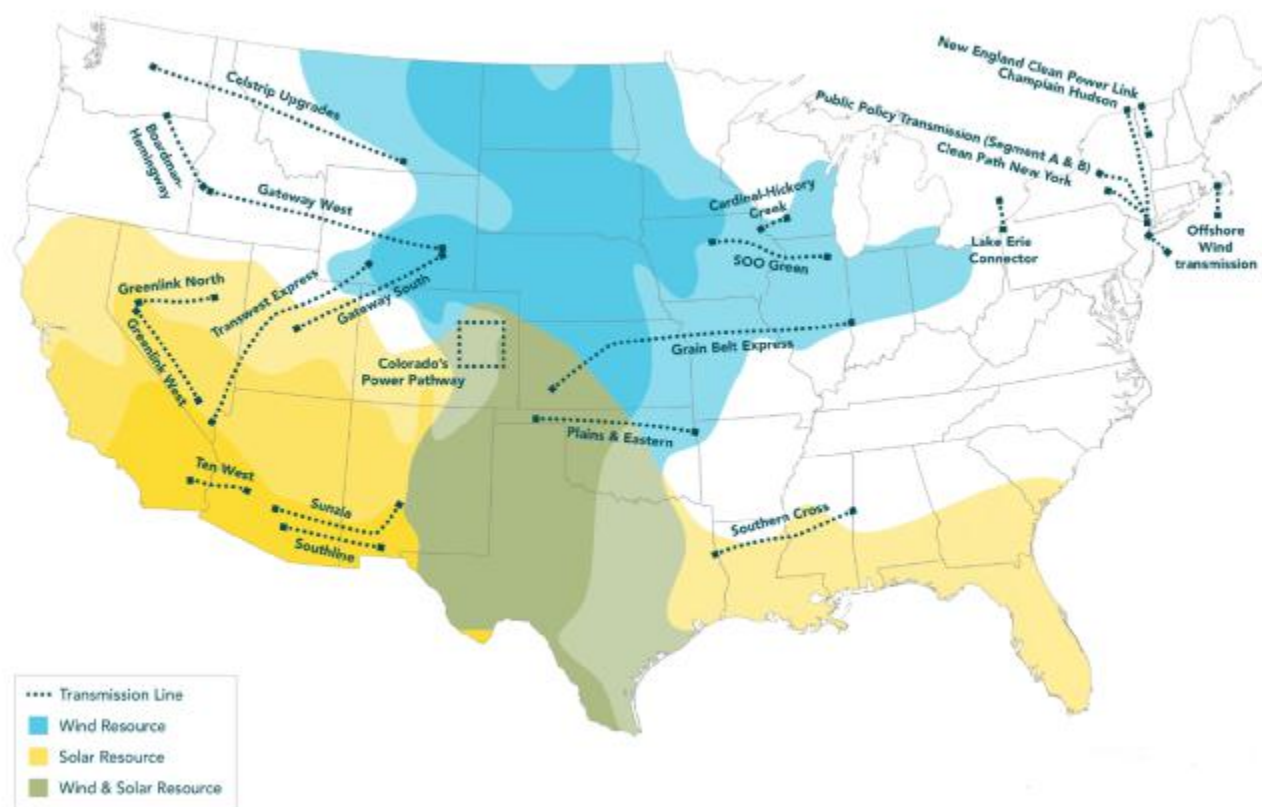 New England Clean Power Link
Champlain Hudson
Public Policy Transmission (Segment A & B)
Clean Path New York
Colstrip Upgrades
Boardman-
Hemingway
Gateway West
Cardinal-Hickory
Creek
SOO Green
Lake Erie
Connector
Offshore
Wind
transmission
Greenlink North
Transwest Express
Gateway South
Greenlink West
Colorado's
Power Pathway
Grain Belt Express
Plains & Eastern
Ten West
Sunzia
Southline
Southern Cross
Transmission Line
Wind Resource
Solar Resource
Wind & Solar Resource